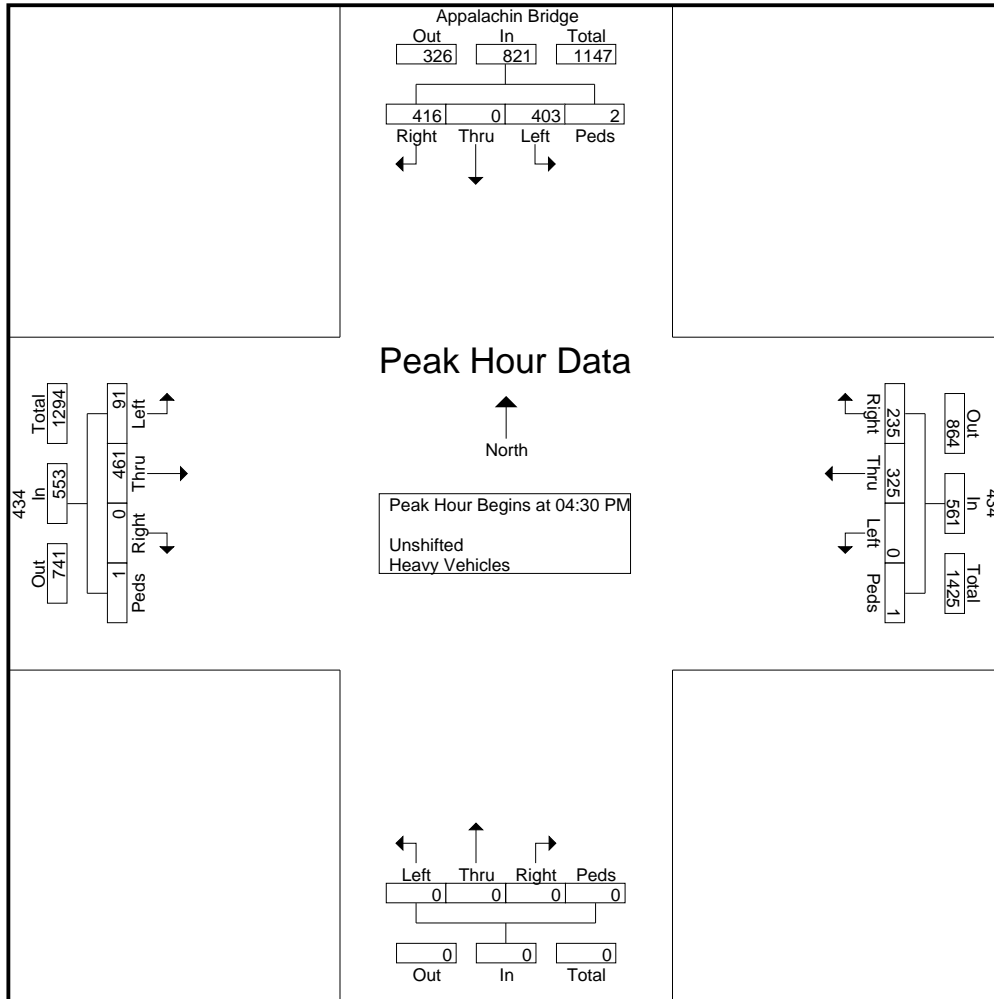 Appalachin Bridge
Out In Total
326 821 1147
416 0 403 2
Right Thru Left Peds
Peak Hour Data
North
Peak Hour Begins at 04:30 PM
Unshifted
Heavy Vehicles
434
Total In Out
1294 553 741
91 461 0 1
Left Thru Right Peds
434
Out In Total
864 561 1425
235 325 0 1
Right Thru Left Peds
Left Thru Right Peds
0 0 0 0
0 0 0
Out In Total